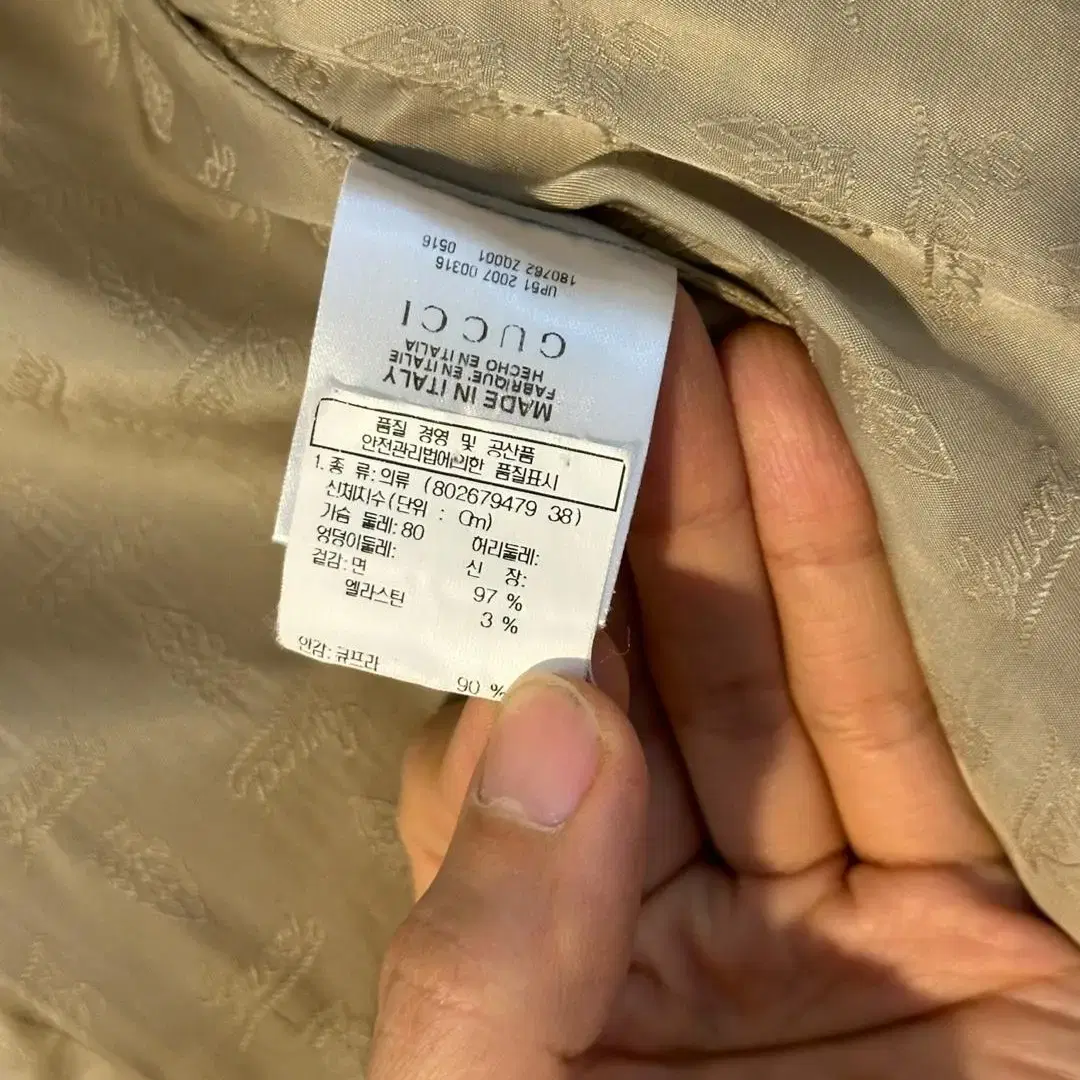 MADE IN ITALY
FABRIQUÉ EN ITALIE
HECHO EN ITALIA
GUCCI
UP51 2007 00316
180762 ZQ001 0516
품질 경영 및 공산품
안전관리법에의한 품질표시
1. 종 류: 의류 (802679479 38)
신체치수(단위 : Cm)
가슴 둘레: 80 허리둘레:
엉덩이둘레: 신 장:
겉감: 면 97 %
엘라스틴 3 %
안감: 큐프라 90 %